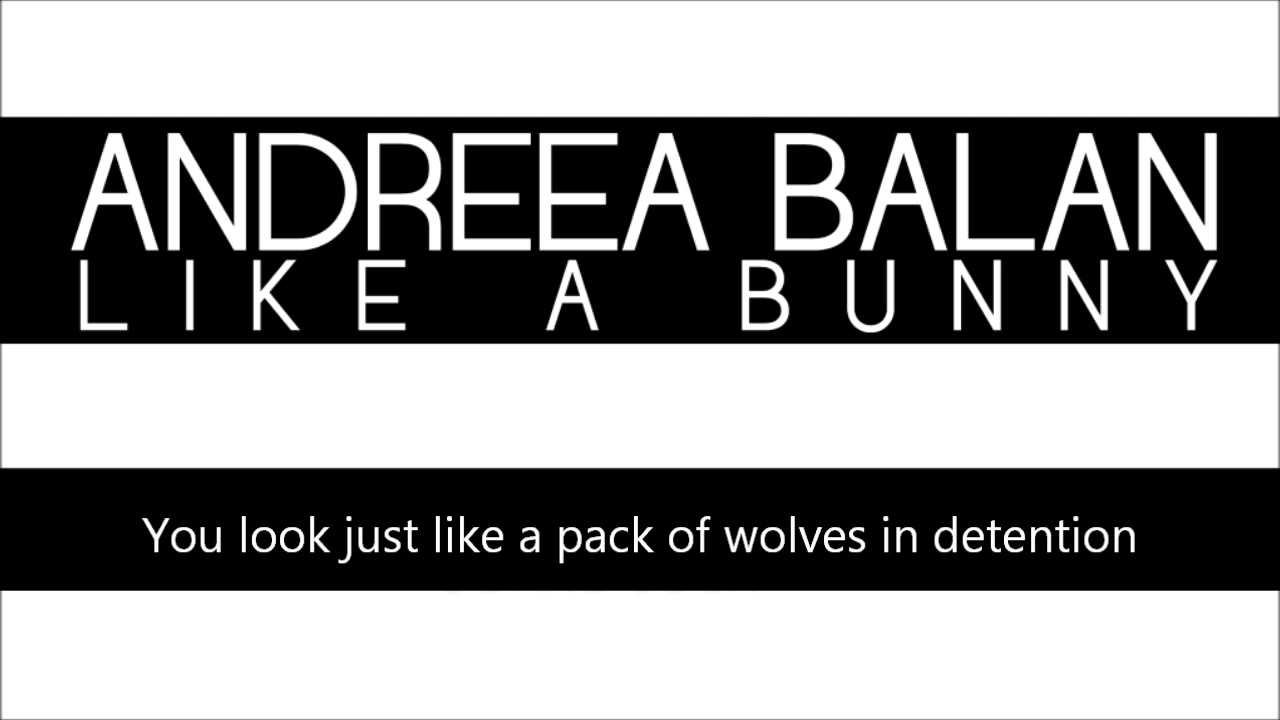 ANDREEA BALAN
LIKE A BUNNY
You look just like a pack of wolves in detention